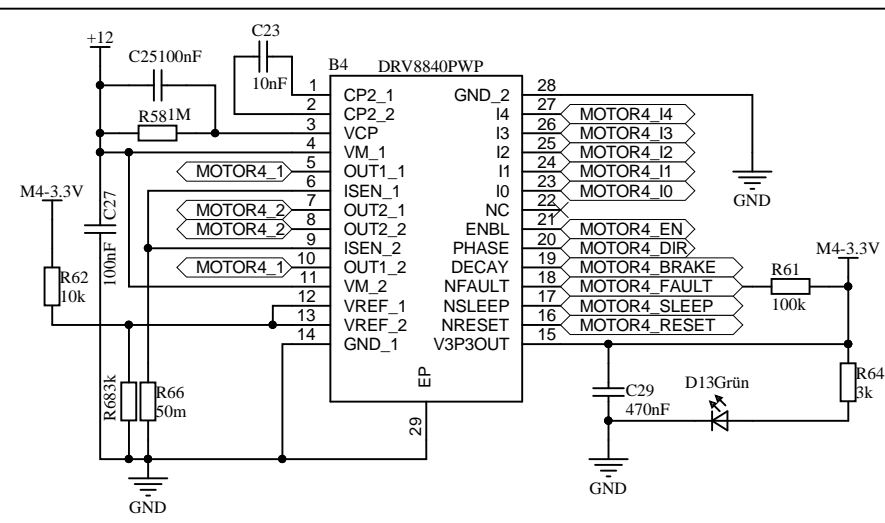 +12
C23
10nF
C25100nF
R581M
B4
DRV8840PWP
1
CP2_1
2
CP2_2
3
VCP
4
VM_1
5
OUT1_1
MOTOR4_1
6
ISEN_1
7
OUT2_1
MOTOR4_2
8
OUT2_2
MOTOR4_2
9
ISEN_2
10
OUT1_2
MOTOR4_1
11
VM_2
12
VREF_1
13
VREF_2
14
GND_1
28
GND_2
27
I4
MOTOR4_I4
26
I3
MOTOR4_I3
25
I2
MOTOR4_I2
24
I1
MOTOR4_I1
23
I0
MOTOR4_I0
22
NC
21
ENBL
MOTOR4_EN
20
PHASE
MOTOR4_DIR
19
DECAY
MOTOR4_BRAKE
18
NFAULT
MOTOR4_FAULT
17
NSLEEP
MOTOR4_SLEEP
16
NRESET
MOTOR4_RESET
15
V3P3OUT
EP
29
GND
M4-3.3V
C27
100nF
R62
10k
R683k
R66
50m
GND
M4-3.3V
R61
100k
R64
3k
D13Grün
C29
470nF
GND